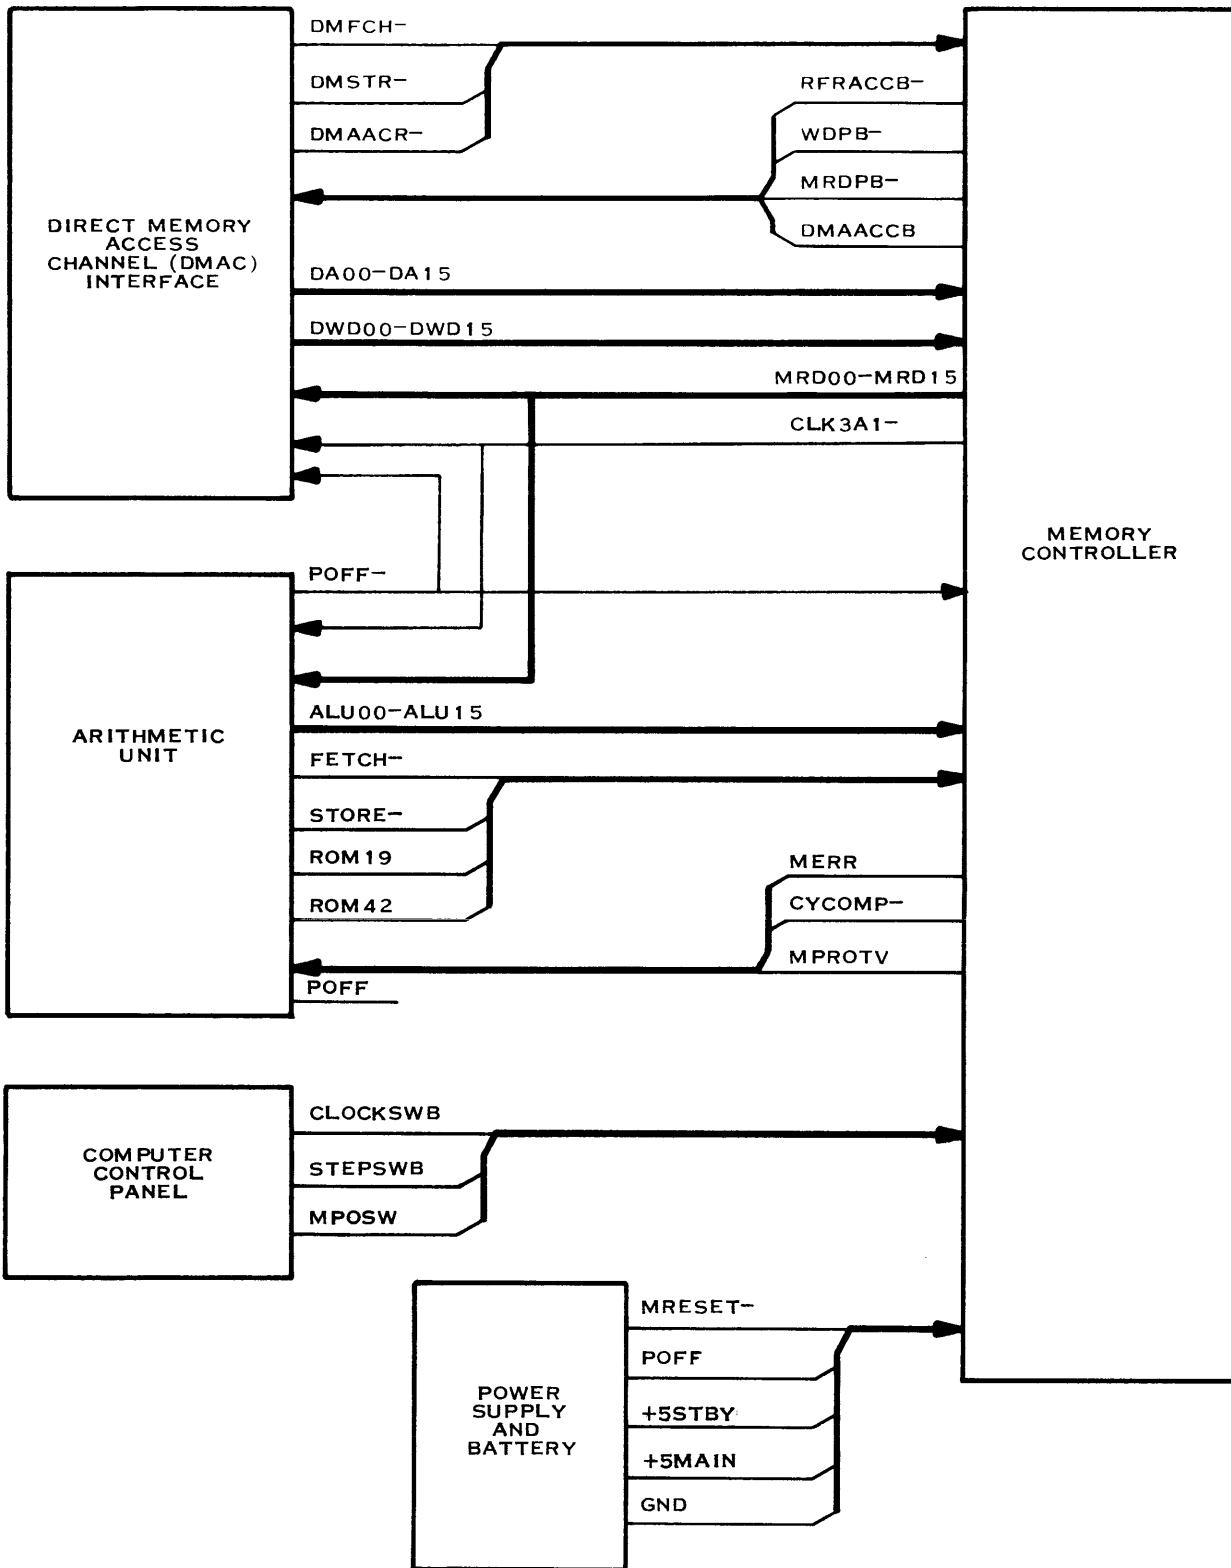 DMFCH-
DMSTR-
DMAACR-
RFRACCB-
WDPB-
MRDPB-
DMAACCB
DIRECT MEMORY
ACCESS
CHANNEL (DMAC)
INTERFACE
DA00-DA15
DWD00-DWD15
MRD00-MRD15
CLK3A1-
MEMORY
CONTROLLER
POFF-
ARITHMETIC
UNIT
ALU00-ALU15
FETCH-
STORE-
ROM19
ROM42
MERR
CYCOMP-
MPROTV
POFF
COMPUTER
CONTROL
PANEL
CLOCKSWB
STEPSWB
MPOSW
POWER
SUPPLY
AND
BATTERY
MRESET-
POFF
+5STBY
+5MAIN
GND